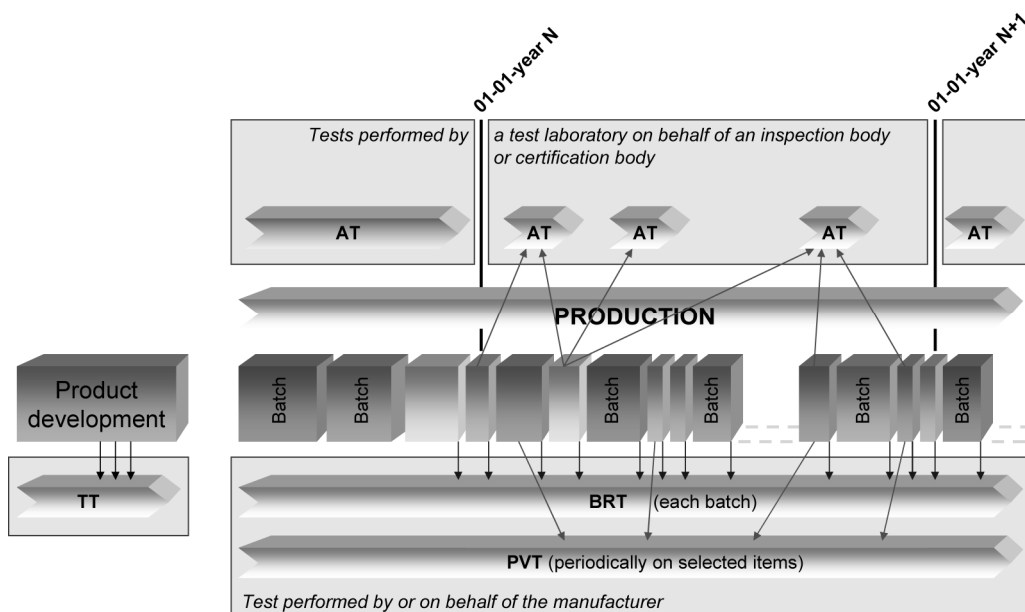 01-01-year N
01-01-year N+1
Tests performed by
a test laboratory on behalf of an inspection body
or certification body
AT
AT
AT
AT
AT
PRODUCTION
Product
development
Batch
Batch
Batch
Batch
Batch
Batch
TT
BRT (each batch)
PVT (periodically on selected items)
Test performed by or on behalf of the manufacturer